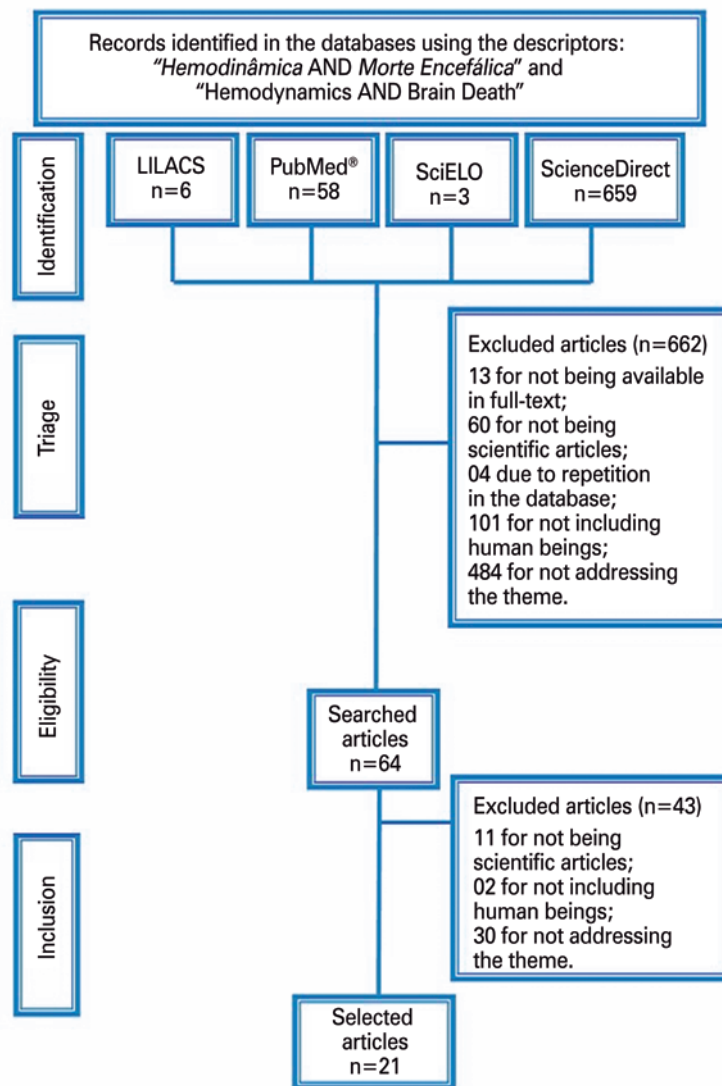 Records identified in the databases using the descriptors:
"Hemodinâmica AND Morte Encefálica" and
"Hemodynamics AND Brain Death"
Identification
LILACS
n=6
PubMed®
n=58
SciELO
n=3
ScienceDirect
n=659
Triage
Excluded articles (n=662)
13 for not being available
in full-text;
60 for not being
scientific articles;
04 due to repetition
in the database;
101 for not including
human beings;
484 for not addressing
the theme.
Eligibility
Searched
articles
n=64
Excluded articles (n=43)
11 for not being
scientific articles;
02 for not including
human beings;
30 for not addressing
the theme.
Inclusion
Selected
articles
n=21